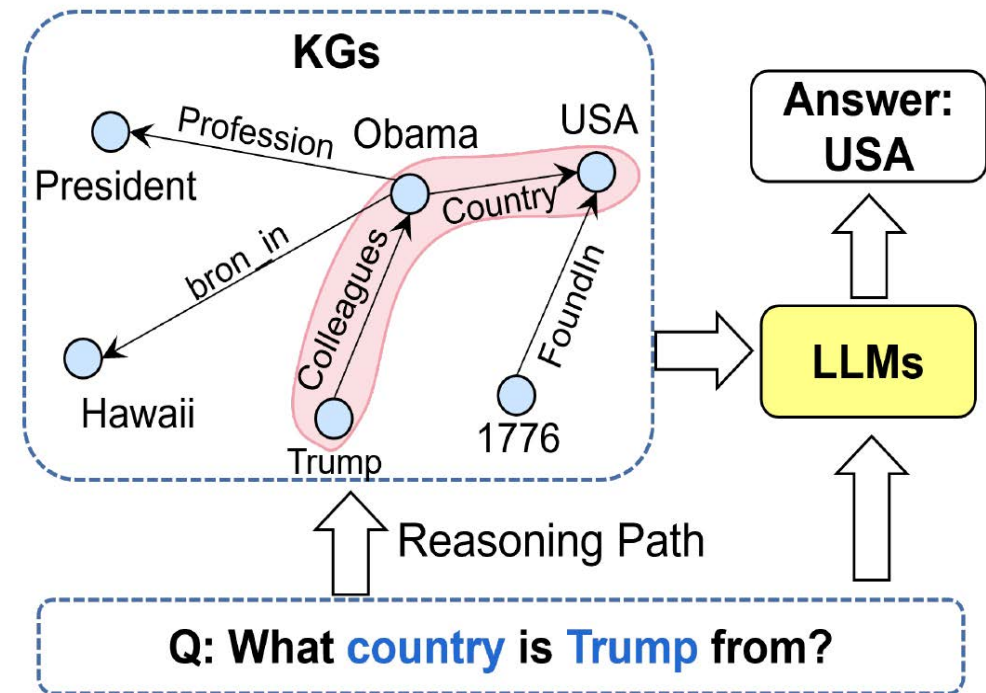 KGs
Profession
Obama
USA
President
Country
bron_in
Colleagues
FoundIn
Hawaii
Trump
1776
Answer:
USA
LLMs
Reasoning Path
Q: What country is Trump from?